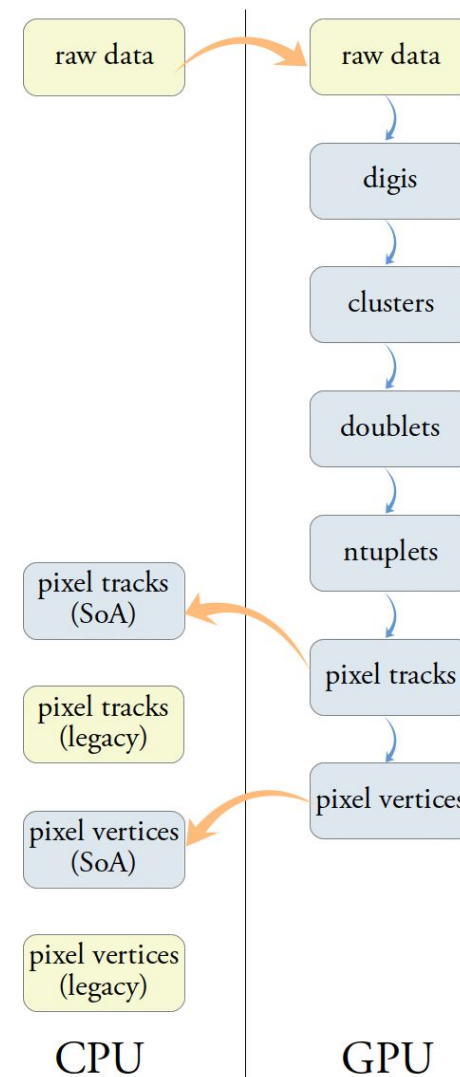 raw data
raw data
digis
clusters
doublets
ntuplets
pixel tracks
(SoA)
pixel tracks
pixel tracks
(legacy)
pixel vertices
pixel vertices
(SoA)
pixel vertices
(legacy)
CPU
GPU